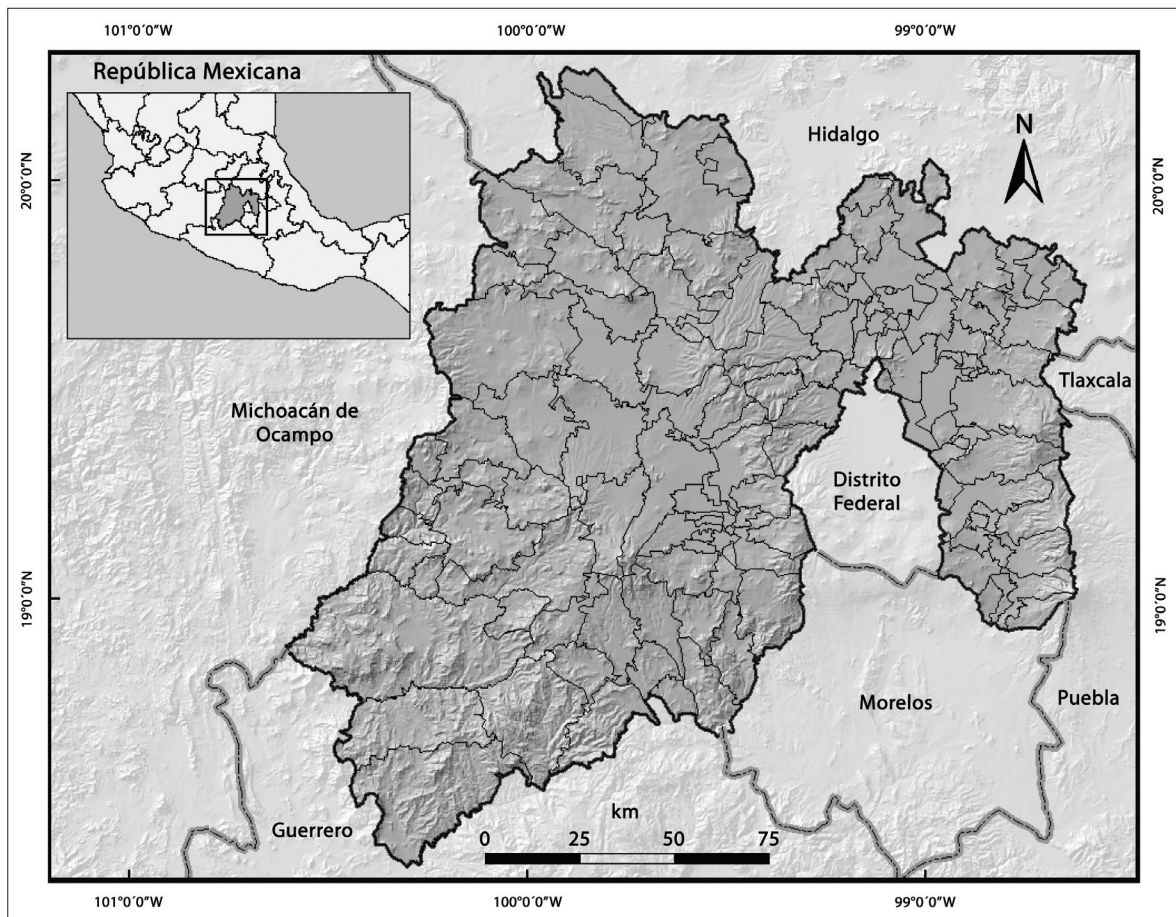 101°0´0”W 100°0´0”W 99°0´0”W
República Mexicana
N
Hidalgo
20°0´0”N
20°0´0”N
Tlaxcala
Michoacán de
Ocampo
Distrito
Federal
19°0´0”N
19°0´0”N
Morelos
Puebla
Guerrero
km
0 25 50 75
101°0´0”W 100°0´0”W 99°0´0”W